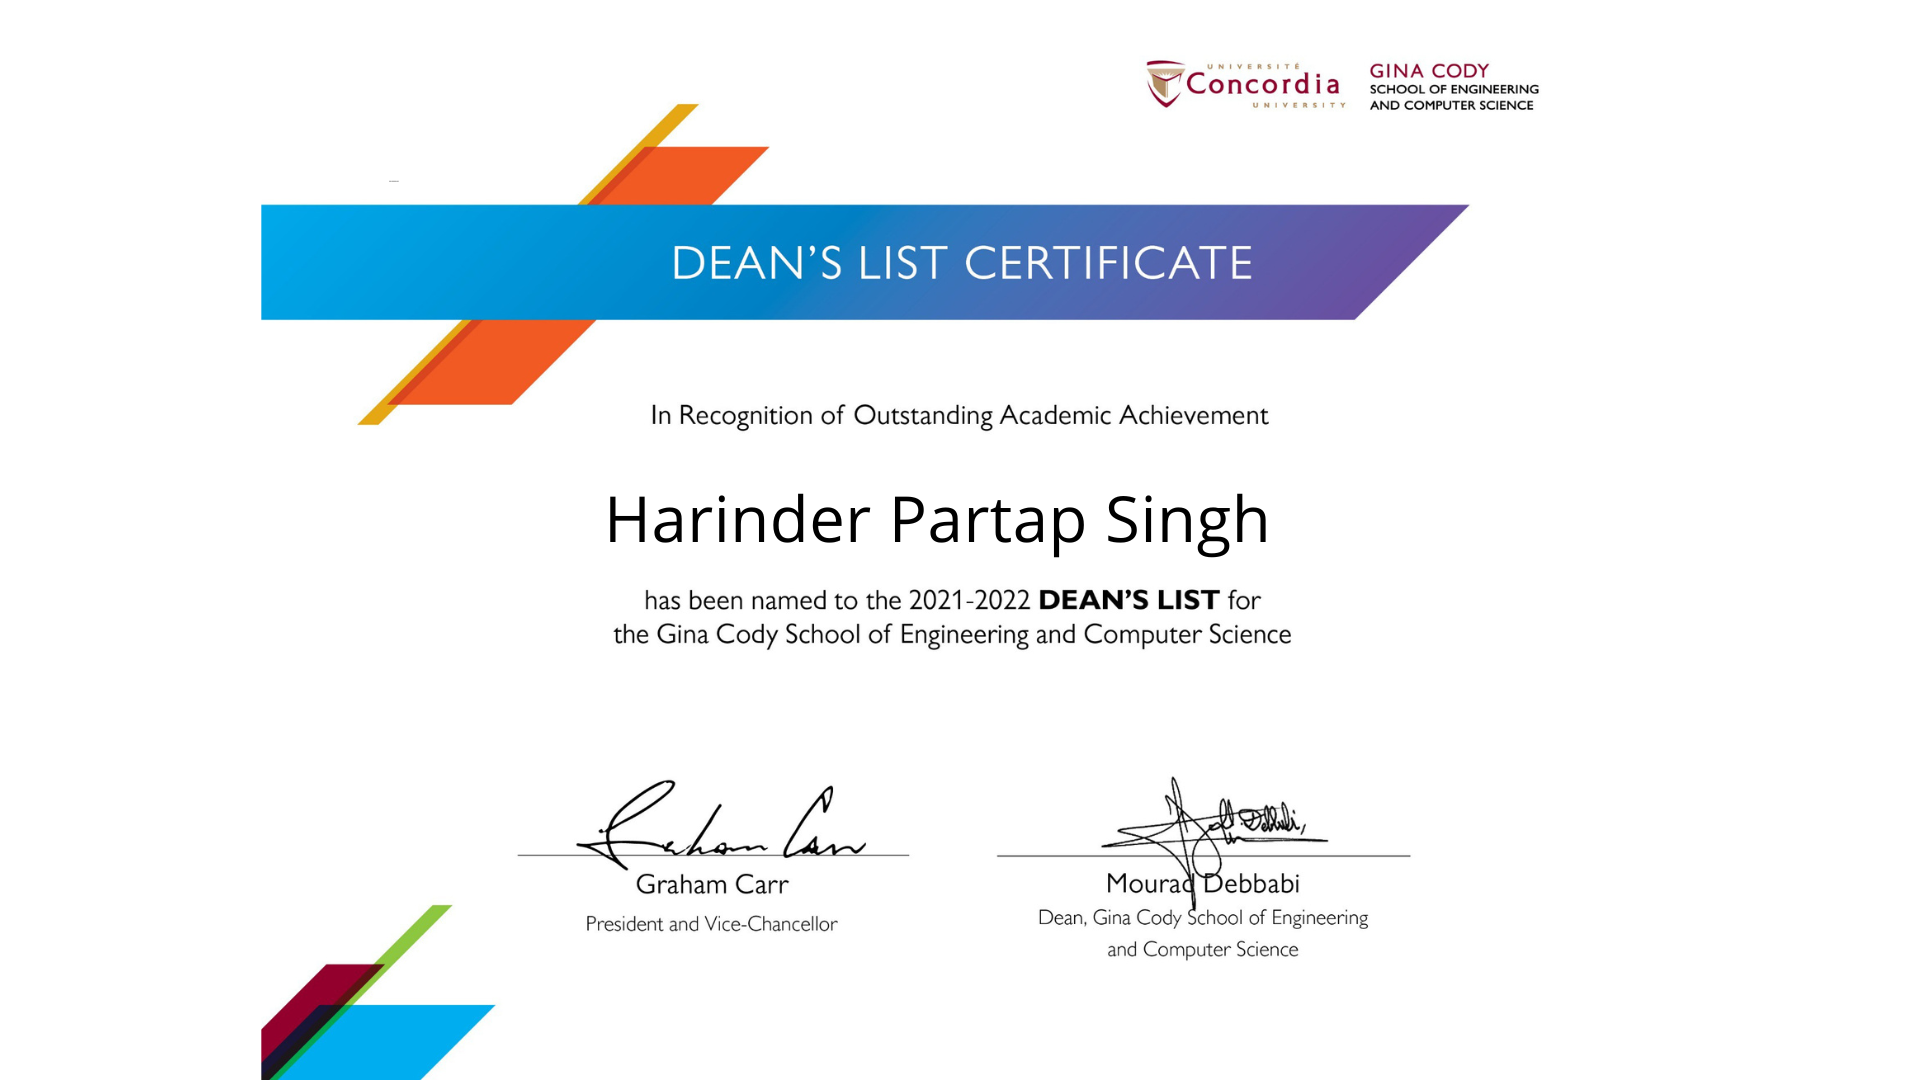 UNIVERSITÉ
Concordia
UNIVERSITY
GINA CODY
SCHOOL OF ENGINEERING
AND COMPUTER SCIENCE
DEAN'S LIST CERTIFICATE
In Recognition of Outstanding Academic Achievement
Harinder Partap Singh
has been named to the 2021-2022 DEAN'S LIST for
the Gina Cody School of Engineering and Computer Science
Graham Carr
Graham Carr
President and Vice-Chancellor
Mourad Debbabi
Dean, Gina Cody School of Engineering
and Computer Science